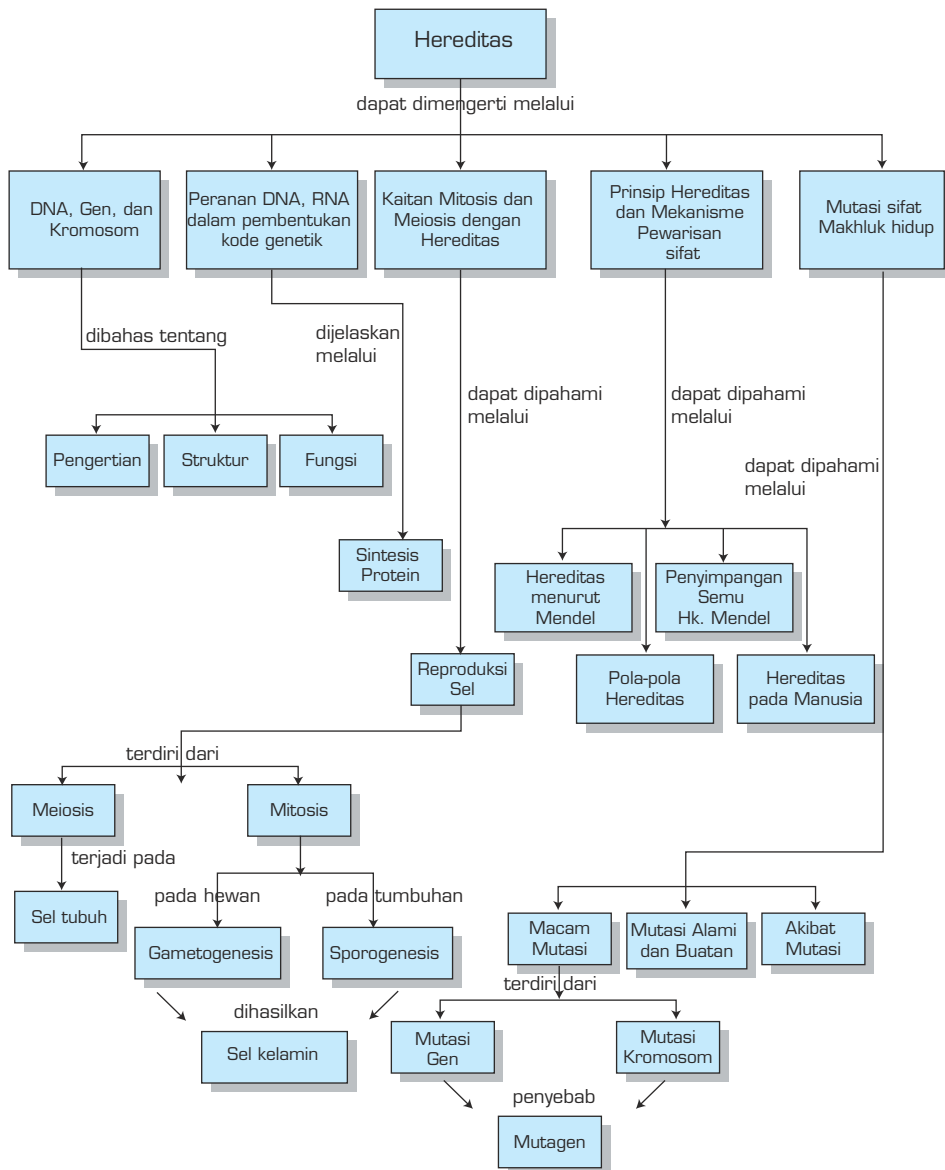 Hereditas
dapat dimengerti melalui
DNA, Gen, dan
Kromosom
Peranan DNA, RNA
dalam pembentukan
kode genetik
Kaitan Mitosis dan
Meiosis dengan
Hereditas
Prinsip Hereditas
dan Mekanisme
Pewarisan
sifat
Mutasi sifat
Makhluk hidup
dibahas tentang
dijelaskan
melalui
dapat dipahami
melalui
dapat dipahami
melalui
dapat dipahami
melalui
Pengertian
Struktur
Fungsi
Sintesis
Protein
Hereditas
menurut
Mendel
Penyimpangan
Semu
Hk. Mendel
Pola-pola
Hereditas
Hereditas
pada Manusia
Reproduksi
Sel
terdiri dari
Meiosis
Mitosis
terjadi pada
pada hewan
pada tumbuhan
Sel tubuh
Gametogenesis
Sporogenesis
dihasilkan
Sel kelamin
Macam
Mutasi
Mutasi Alami
dan Buatan
Akibat
Mutasi
terdiri dari
Mutasi
Gen
Mutasi
Kromosom
penyebab
Mutagen